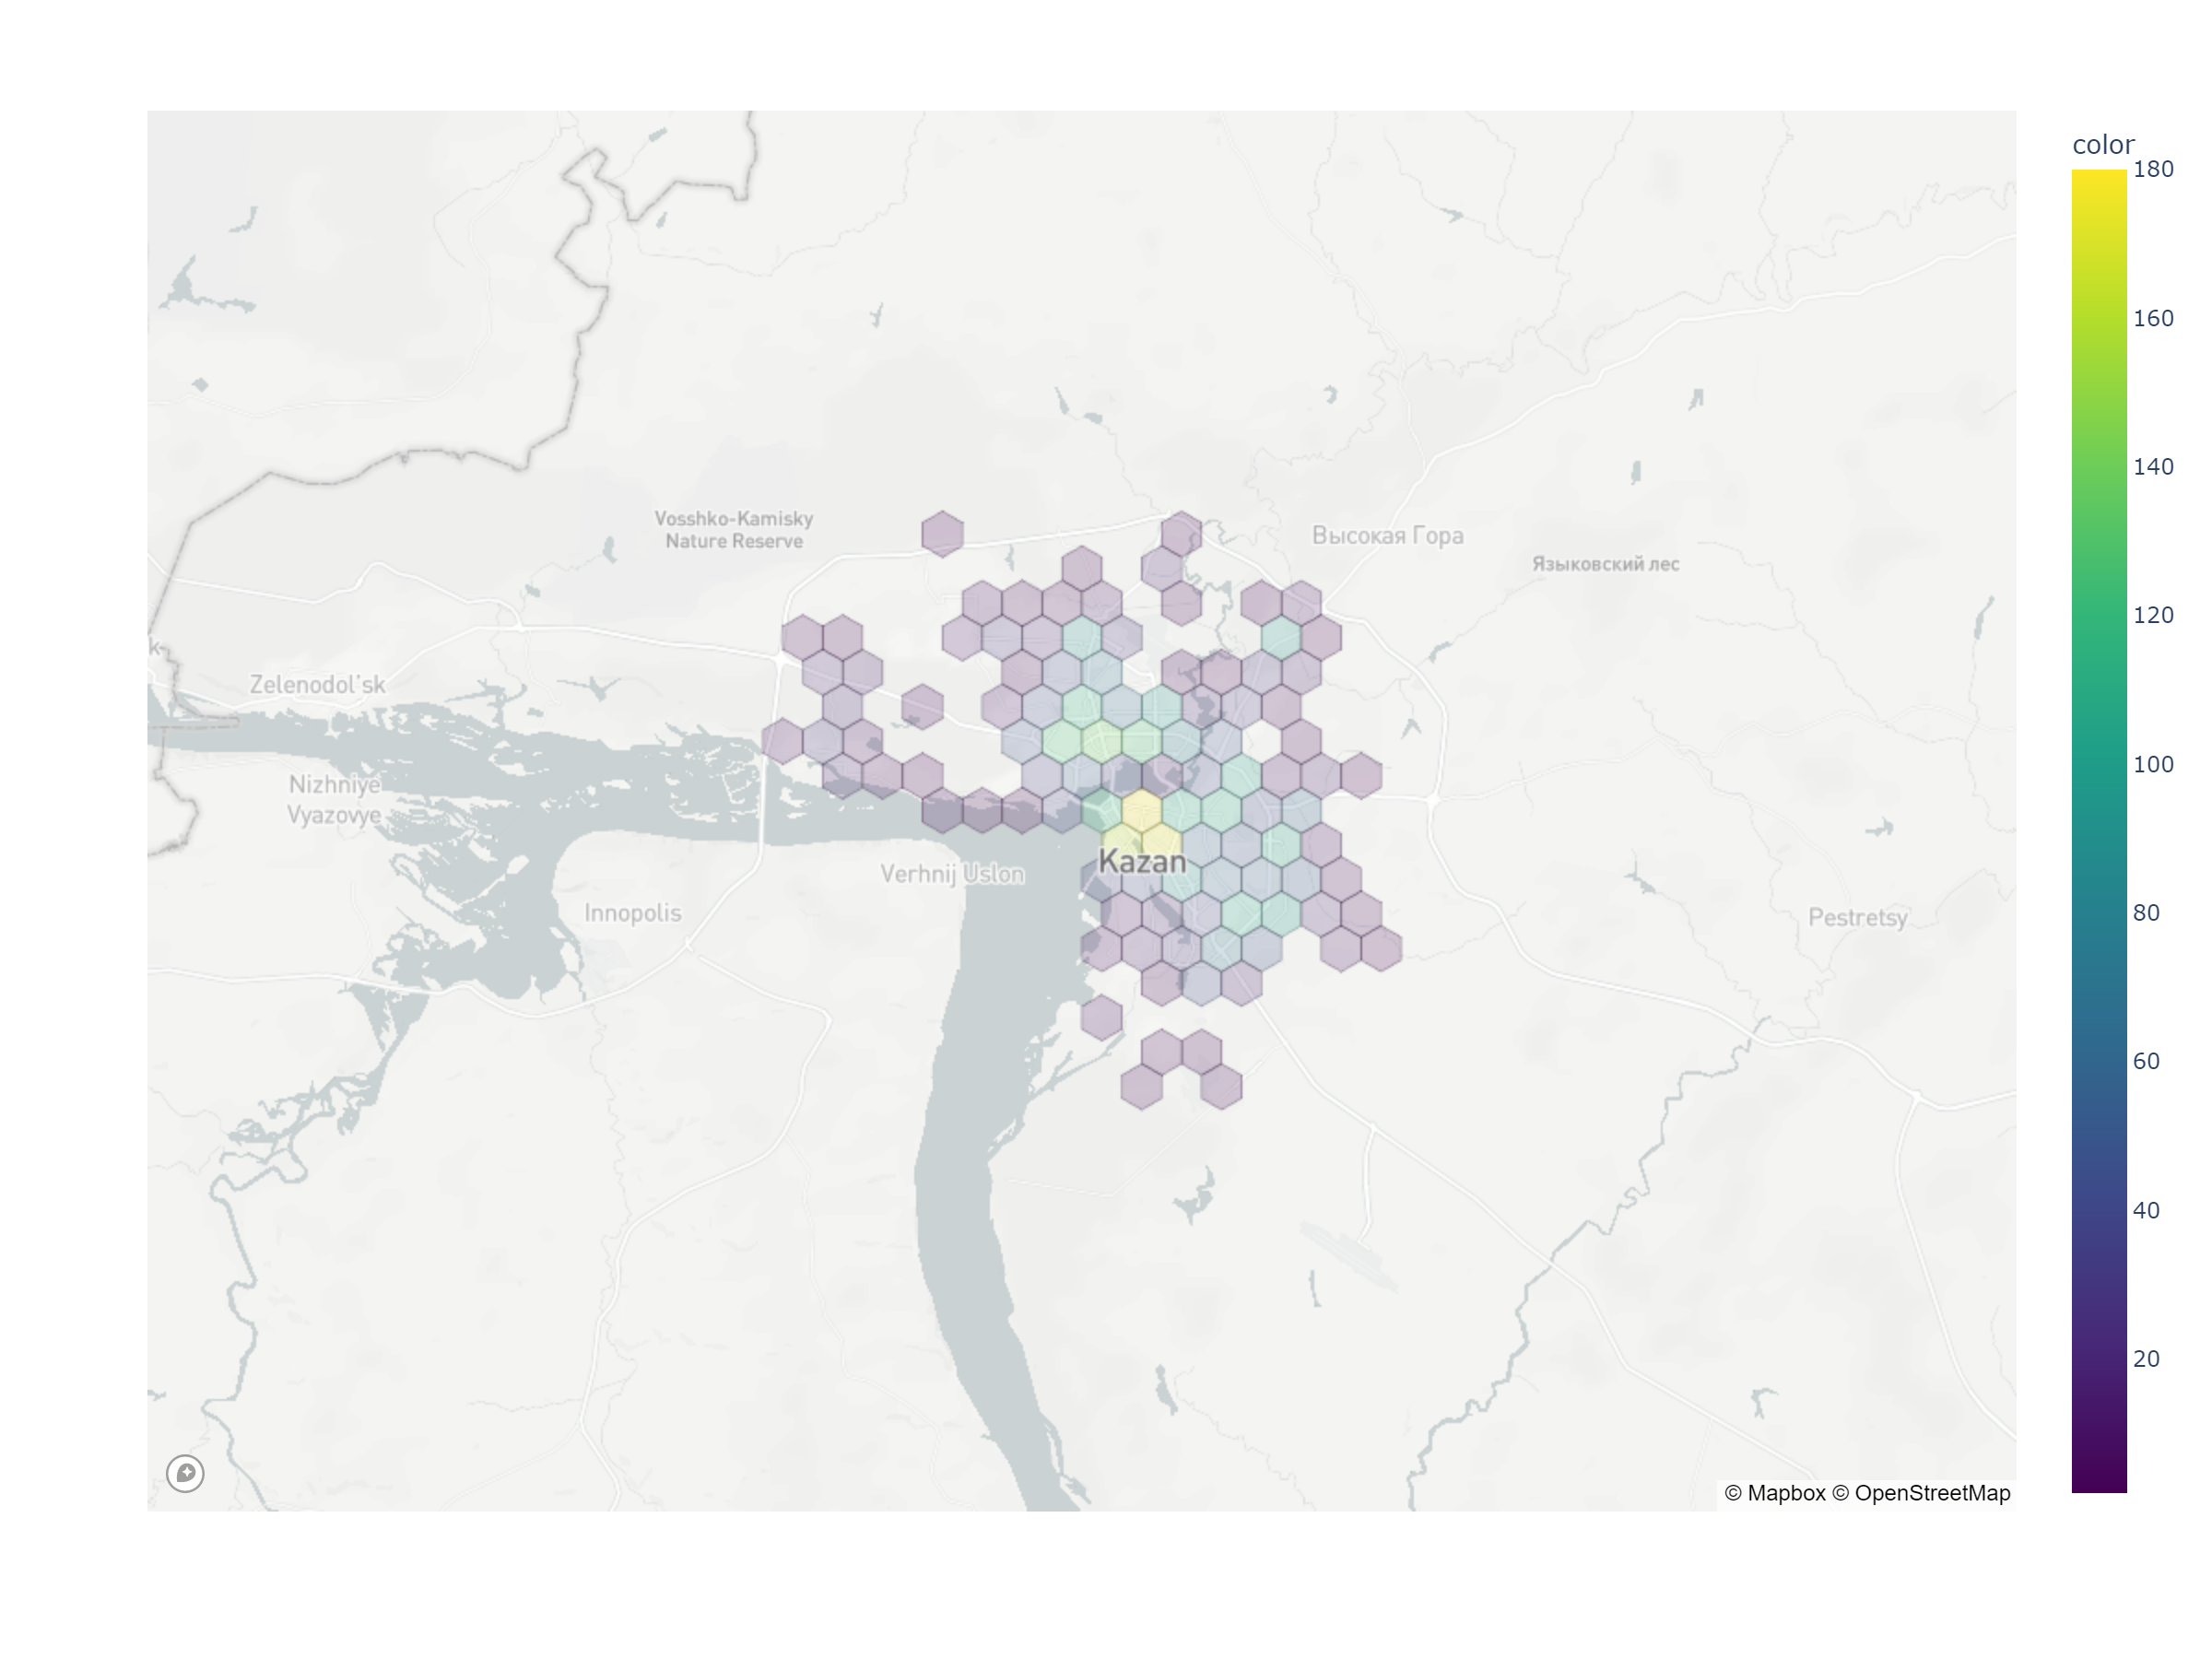 color
180
160
140
120
100
80
60
40
20
Vosshko-Kamisky
Nature Reserve
Высокая Гора
Языковский лес
k-
Zelenodol'sk
Nizhniye
Vyazovye
Verhnij Uslon
Kazan
Innopolis
Pestretsy
© Mapbox © OpenStreetMap